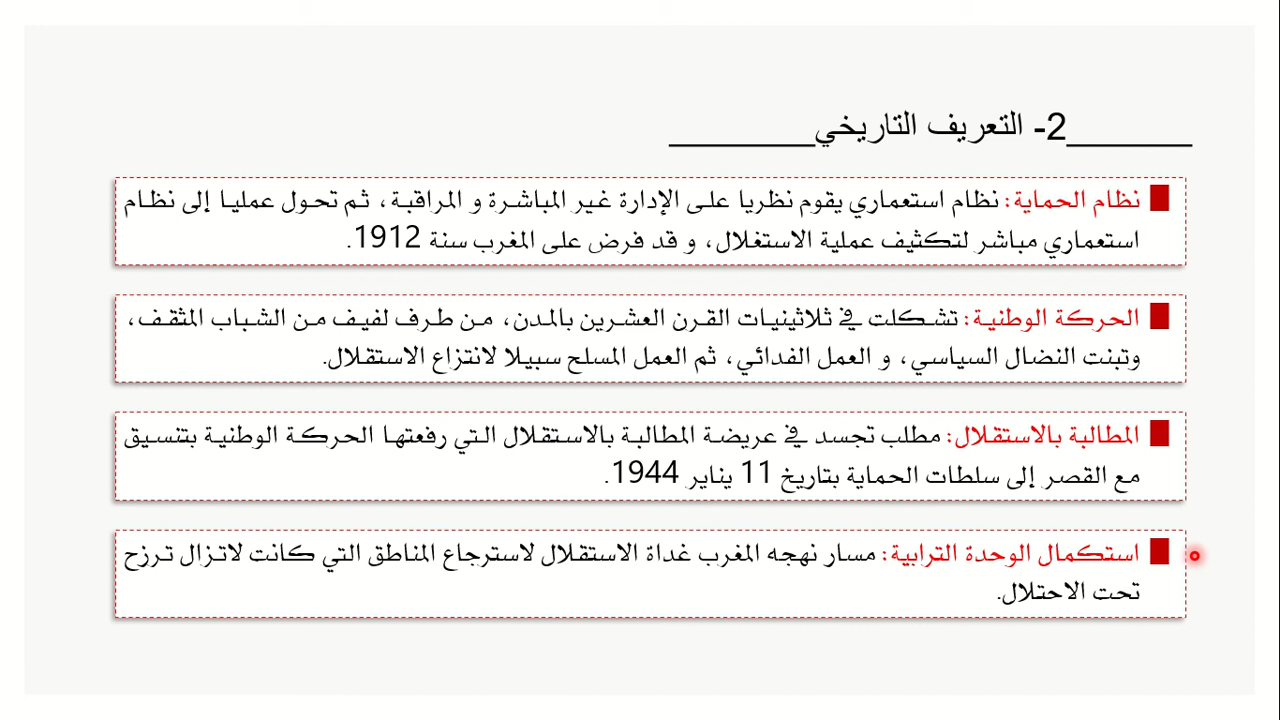 2- التعريف التاريخي
نظام الحماية: نظام استعماري يقوم نظريا على الإدارة غير المباشرة و المراقبة، ثم تحول عمليا إلى نظام
استعماري مباشر لتكثيف عملية الاستغلال، و قد فرض على المغرب سنة 1912.
الحركة الوطنية: تشكلت في ثلاثينيات القرن العشرين بالمدن، من طرف لفيف من الشباب المثقف،
وتبنت النضال السياسي، و العمل الفدائي، ثم العمل المسلح سبيلا لانتزاع الاستقلال.
المطالبة بالاستقلال: مطلب تجسد في عريضة المطالبة بالاستقلال التي رفعتها الحركة الوطنية بتنسيق
مع القصر إلى سلطات الحماية بتاريخ 11 يناير 1944.
استكمال الوحدة الترابية: مسار نهجه المغرب غداة الاستقلال لاسترجاع المناطق التي كانت لاتزال ترزح
تحت الاحتلال.